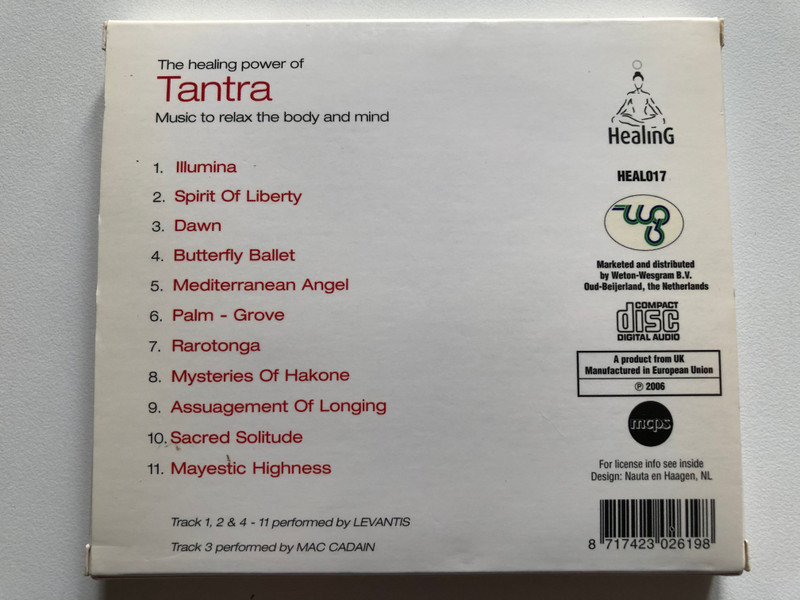 The healing power of
Tantra
Music to relax the body and mind
1. Illumina
2. Spirit Of Liberty
3. Dawn
4. Butterfly Ballet
5. Mediterranean Angel
6. Palm - Grove
7. Rarotonga
8. Mysteries Of Hakone
9. Assuagement Of Longing
10. Sacred Solitude
11. Mayestic Highness
Track 1, 2 & 4 - 11 performed by LEVANTIS
Track 3 performed by MAC CADAIN
HealinG
HEAL017
Marketed and distributed
by Weton-Wesgram B.V.
Oud-Beijerland, the Netherlands
COMPACT
disc
DIGITAL AUDIO
A product from UK
Manufactured in European Union
℗ 2006
mcps
For license info see inside
Design: Nauta en Haagen, NL
8 717423 026198